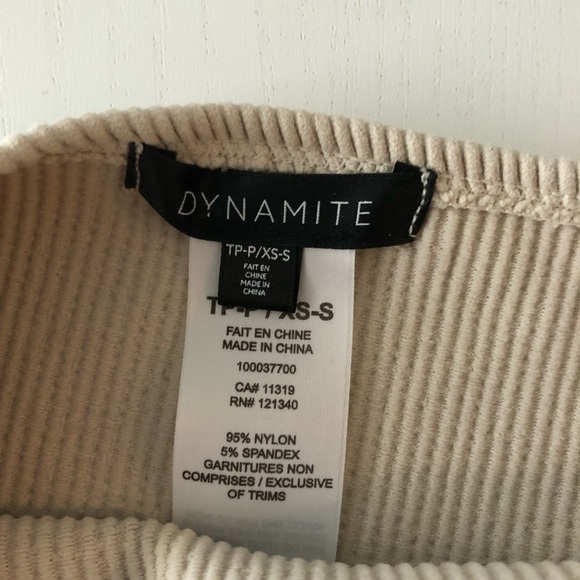 DYNAMITE
TP-P/XS-S
FAIT EN
CHINE
MADE IN
CHINA
TP-P / XS-S
FAIT EN CHINE
MADE IN CHINA
100037700
CA# 11319
RN# 121340
95% NYLON
5% SPANDEX
GARNITURES NON
COMPRISES / EXCLUSIVE
OF TRIMS